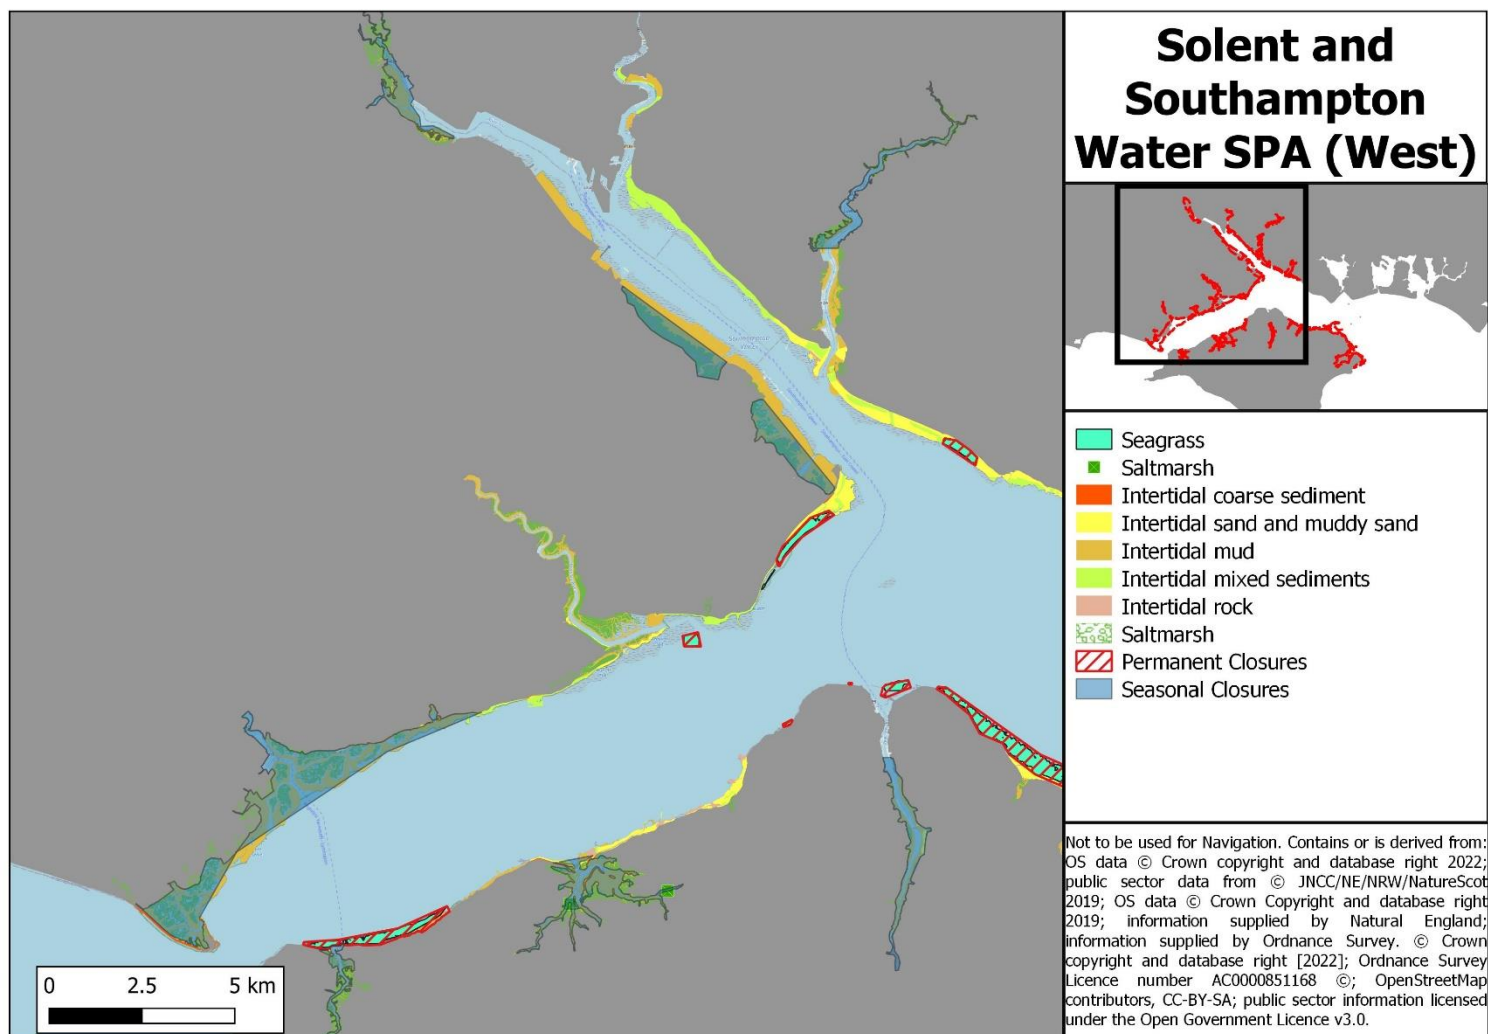 Solent and
Southampton
Water SPA (West)
Seagrass
Saltmarsh
Intertidal coarse sediment
Intertidal sand and muddy sand
Intertidal mud
Intertidal mixed sediments
Intertidal rock
Saltmarsh
Permanent Closures
Seasonal Closures
Not to be used for Navigation. Contains or is derived from:
OS data © Crown copyright and database right 2022;
public sector data from © JNCC/NE/NRW/NatureScot
2019; OS data © Crown Copyright and database right
2019; information supplied by Natural England;
information supplied by Ordnance Survey. © Crown
copyright and database right [2022]; Ordnance Survey
Licence number AC0000851168 ©; OpenStreetMap
contributors, CC-BY-SA; public sector information licensed
under the Open Government Licence v3.0.
0 2.5 5 km